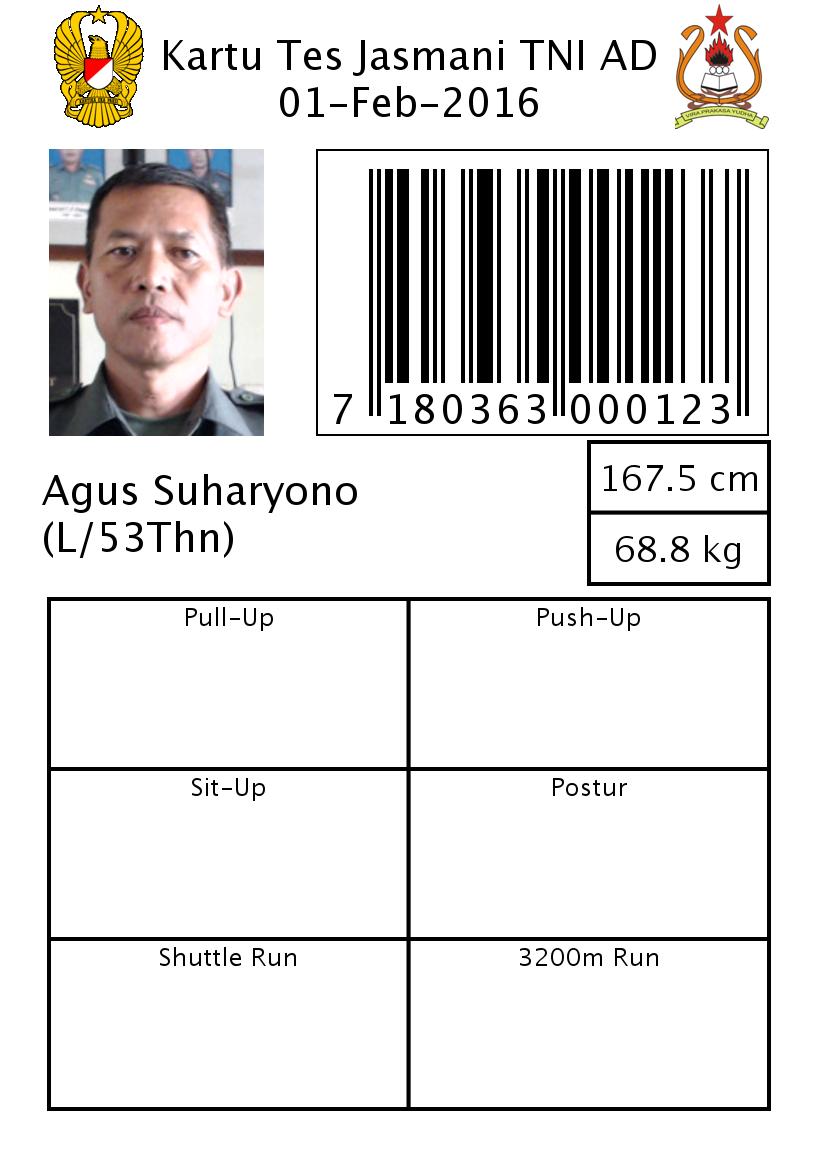 Kartu Tes Jasmani TNI AD
01-Feb-2016
VIRA PRAKASA YUDHA
7 180363 000123
167.5 cm
68.8 kg
Agus Suharyono
(L/53Thn)
Pull-Up
Push-Up
Sit-Up
Postur
Shuttle Run
3200m Run